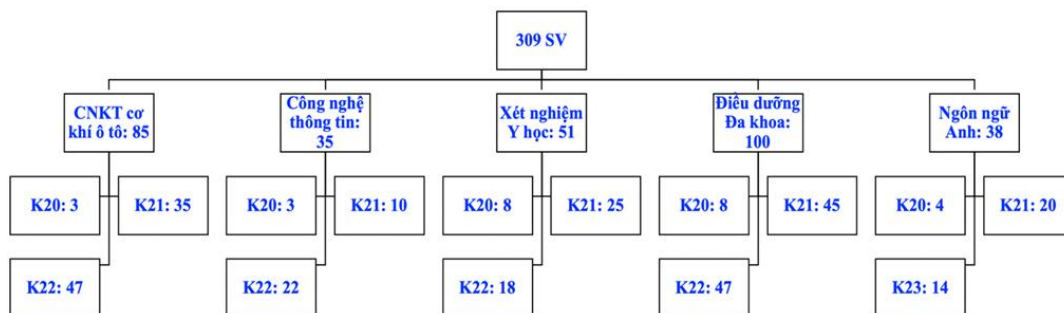 309 SV
CNKT cơ
khí ô tô: 85
Công nghệ
thông tin:
35
Xét nghiệm
Y học: 51
Điều dưỡng
Đa khoa:
100
Ngôn ngữ
Anh: 38
K20: 3
K21: 35
K20: 3
K21: 10
K20: 8
K21: 25
K20: 8
K21: 45
K20: 4
K21: 20
K22: 47
K22: 22
K22: 18
K22: 47
K23: 14